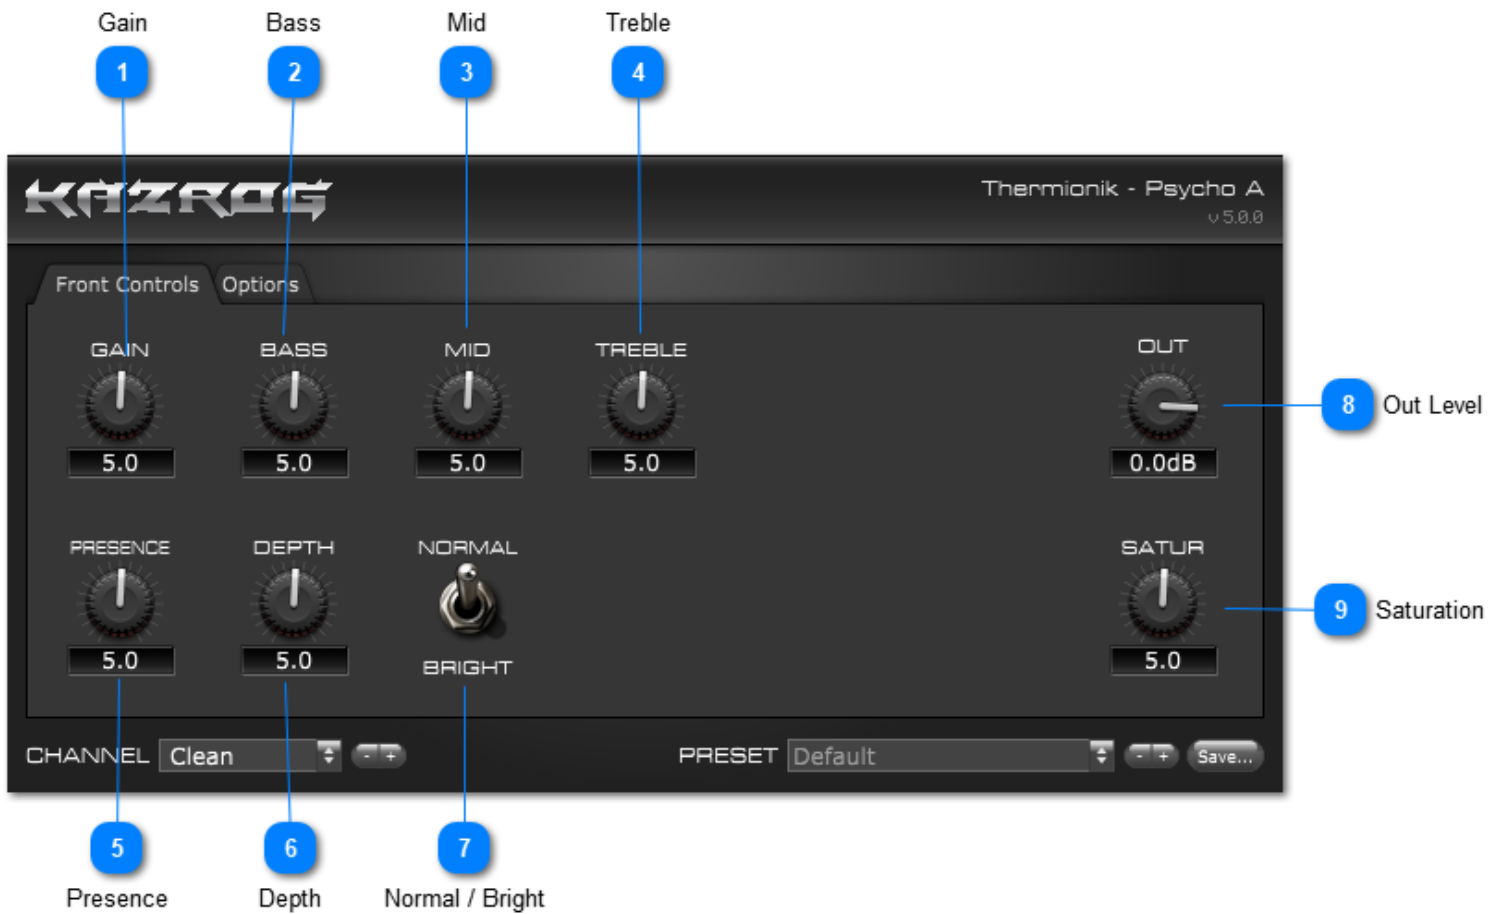 Gain Bass Mid Treble
1 2 3 4
KAZROG
Thermionik - Psycho A
v 5.0.0
Front Controls Options
GAIN BASS MID TREBLE OUT
8 Out Level
5.0 5.0 5.0 5.0 0.0dB
PRESENCE DEPTH NORMAL SATUR
9 Saturation
5.0 5.0 BRIGHT 5.0
CHANNEL Clean - + PRESET Default - + Save...
5 6 7
Presence Depth Normal / Bright